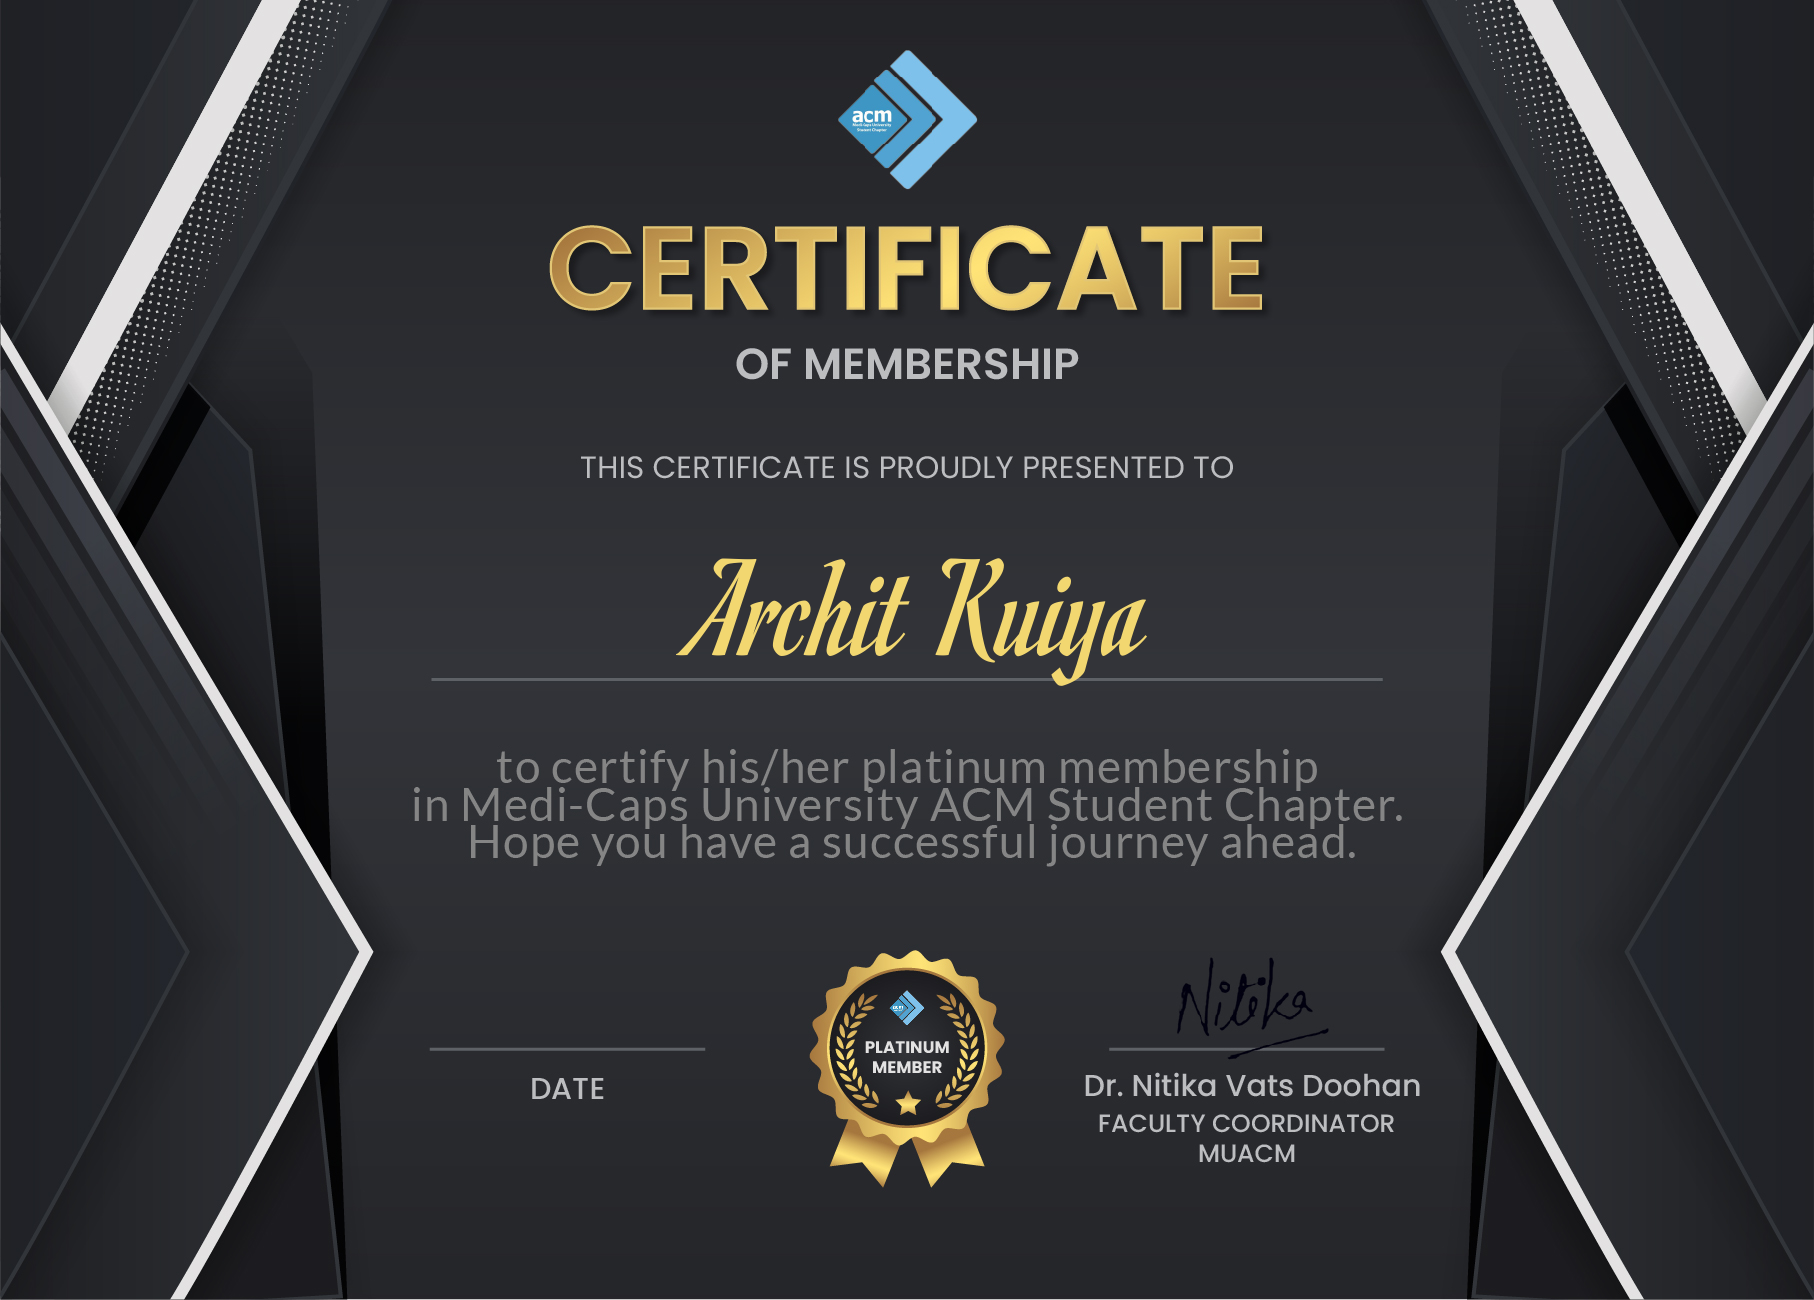 acm
Medi-Caps University
Student Chapter
CERTIFICATE
OF MEMBERSHIP
THIS CERTIFICATE IS PROUDLY PRESENTED TO
Archit Kuiya
to certify his/her platinum membership
in Medi-Caps University ACM Student Chapter.
Hope you have a successful journey ahead.
DATE
PLATINUM
MEMBER
Nitika
Dr. Nitika Vats Doohan
FACULTY COORDINATOR
MUACM